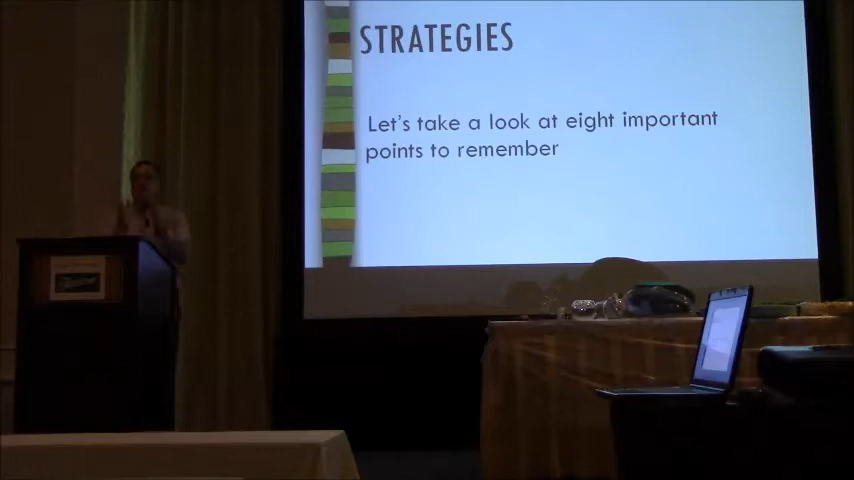 STRATEGIES
Let's take a look at eight important
points to remember